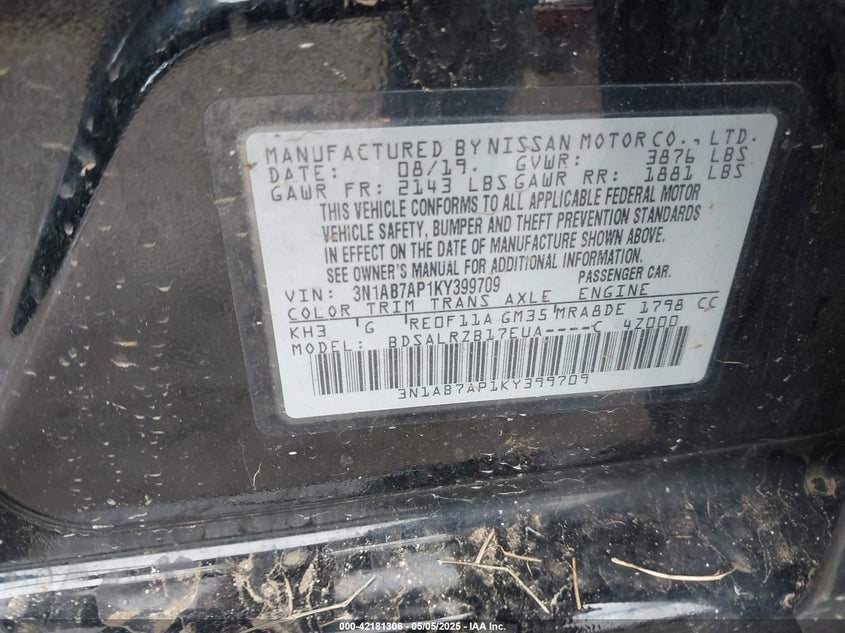 MANUFACTURED BY NISSAN MOTOR CO., LTD.
DATE: 08/19. GVWR: 3876 LBS
GAWR FR: 2143 LBS GAWR RR: 1881 LBS
THIS VEHICLE CONFORMS TO ALL APPLICABLE FEDERAL MOTOR
VEHICLE SAFETY, BUMPER AND THEFT PREVENTION STANDARDS
IN EFFECT ON THE DATE OF MANUFACTURE SHOWN ABOVE.
SEE OWNER'S MANUAL FOR ADDITIONAL INFORMATION.
VIN: 3N1AB7AP1KY399709 PASSENGER CAR.
COLOR TRIM TRANS AXLE ENGINE
KH3 G RE0F11A GM35 MRA8DE 1798 CC
MODEL: BDSALRZB17EUA----C 4Z000
3N1AB7AP1KY399709
000-42181306 - 05/05/2025 - IAA Inc.